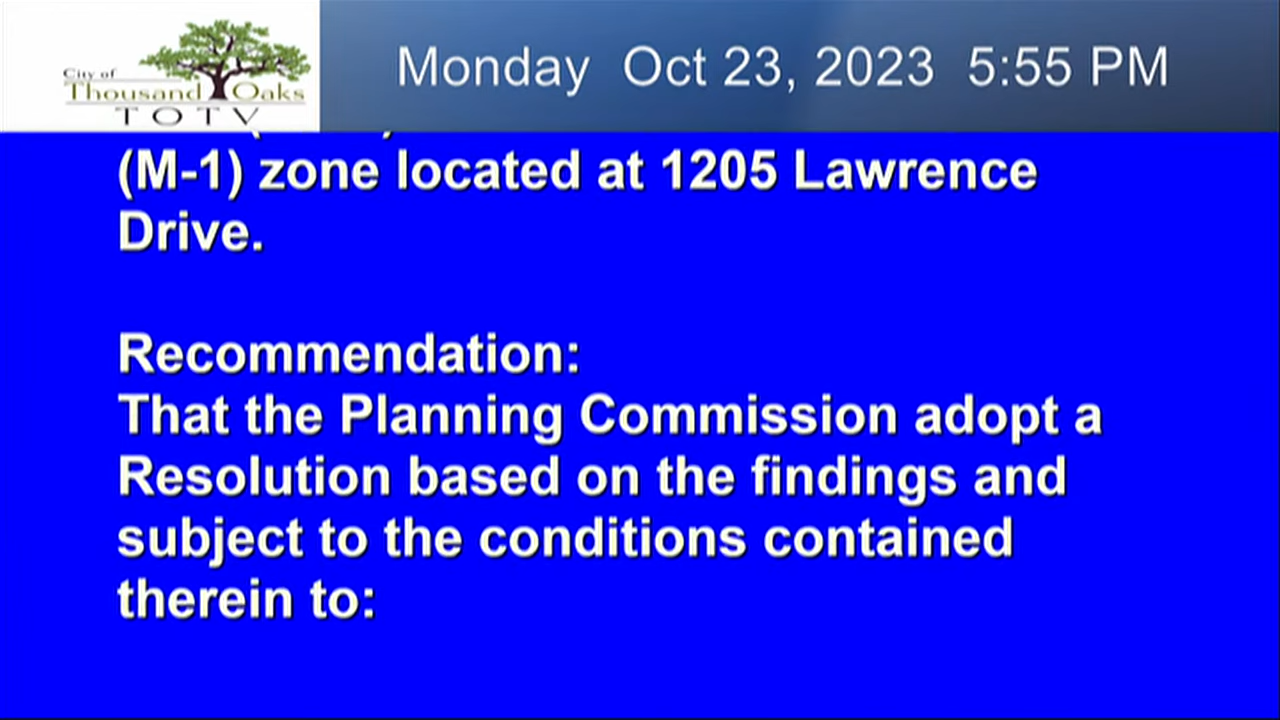 City of
Thousand Oaks
TOTV
Monday Oct 23, 2023 5:55 PM
(M-1) zone located at 1205 Lawrence
Drive.
Recommendation:
That the Planning Commission adopt a
Resolution based on the findings and
subject to the conditions contained
therein to: